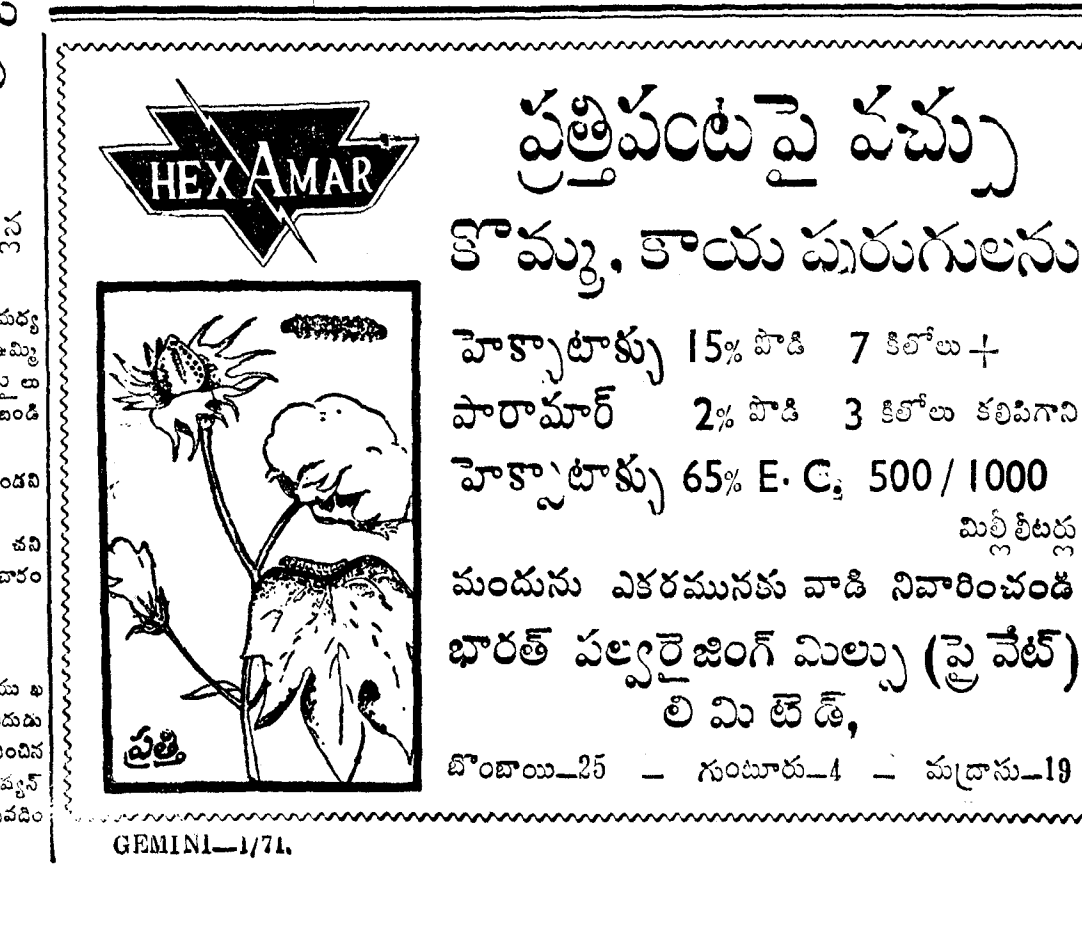 HEXAMAR
ప్రత్తిపంటపై వచ్చు
కొమ్మ, కాయ పురుగులను
హెక్సాటాక్సు 15% పొడి 7 కిలోలు +
పారామార్ 2% పొడి 3 కిలోలు కలిపిగాని
హెక్సాటాక్సు 65% E. C. 500 / 1000
మిల్లీ లీటర్లు
మందును ఎకరమునకు వాడి నివారించండి
భారత్ పల్వరైజింగ్ మిల్సు (ప్రైవేట్)
లిమిటెడ్,
బొంబాయి—25 — గుంటూరు—4 — మద్రాసు—19
ప్రత్తి
GEMINI—1/71.